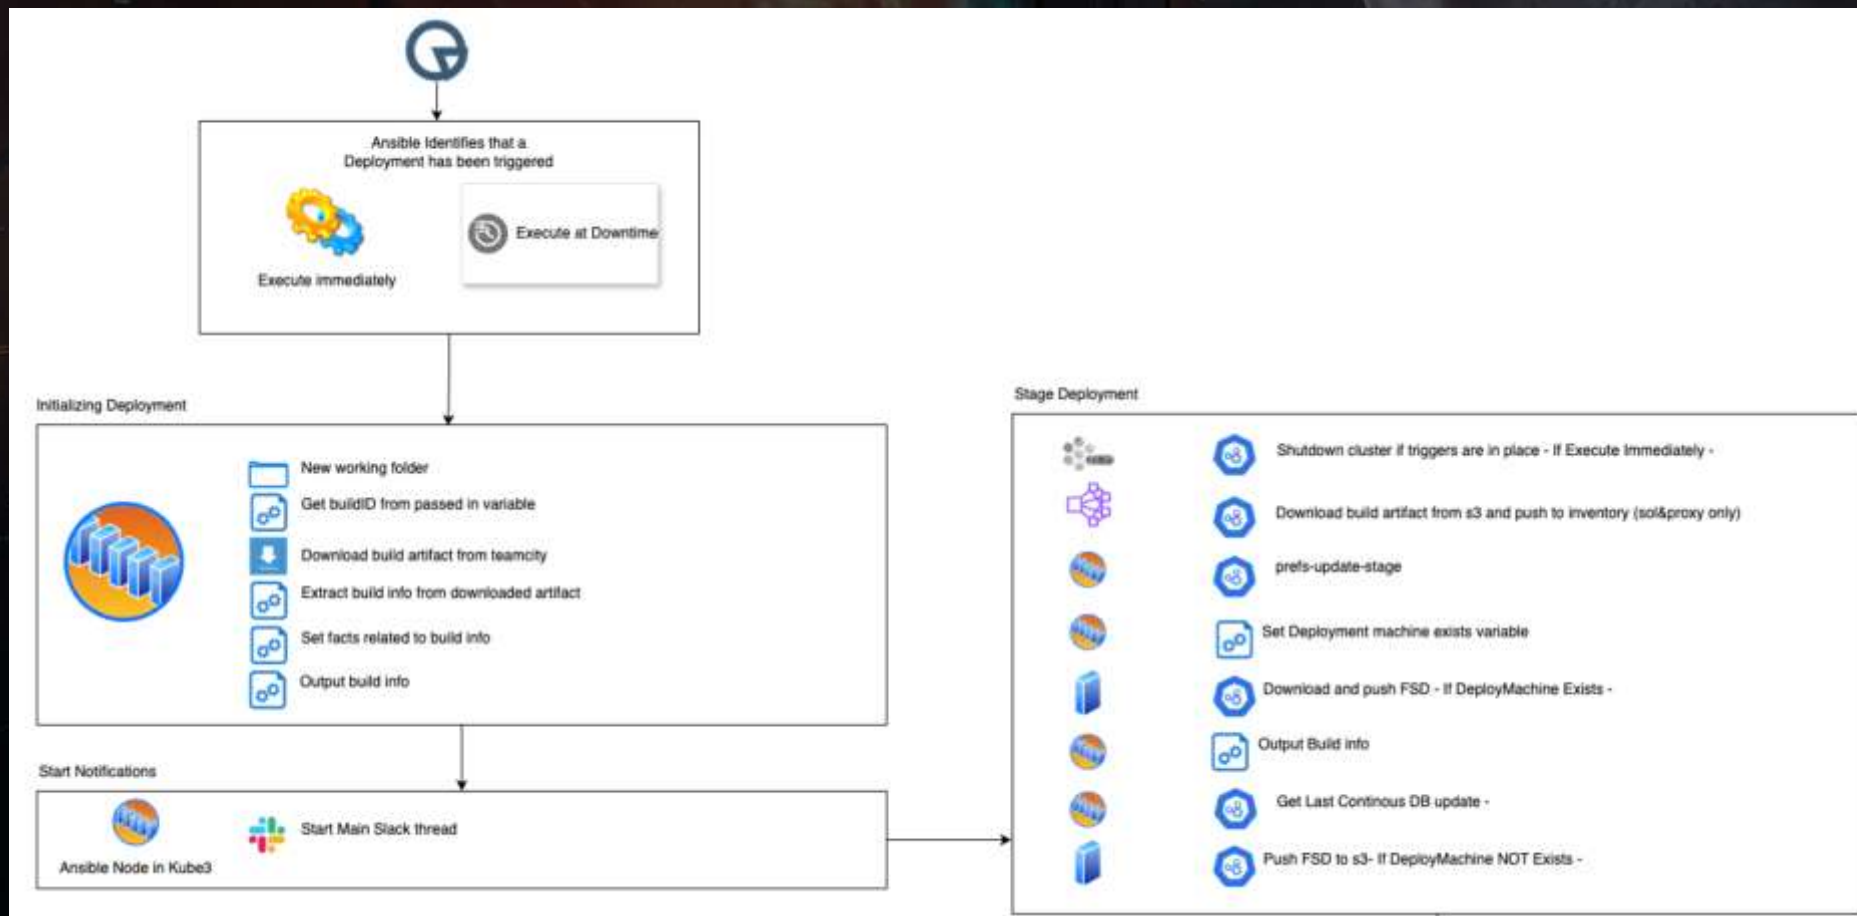 Ansible Identifies that a
Deployment has been triggered
Execute immediately
Execute at Downtime
Initializing Deployment
New working folder
Get buildID from passed in variable
Download build artifact from teamcity
Extract build info from downloaded artifact
Set facts related to build info
Output build info
Start Notifications
Start Main Slack thread
Ansible Node in Kube3
Stage Deployment
Shutdown cluster if triggers are in place - If Execute Immediately -
Download build artifact from s3 and push to inventory (sol&proxy only)
prefs-update-stage
Set Deployment machine exists variable
Download and push FSD - If DeployMachine Exists -
Output Build info
Get Last Continous DB update -
Push FSD to s3- If DeployMachine NOT Exists -